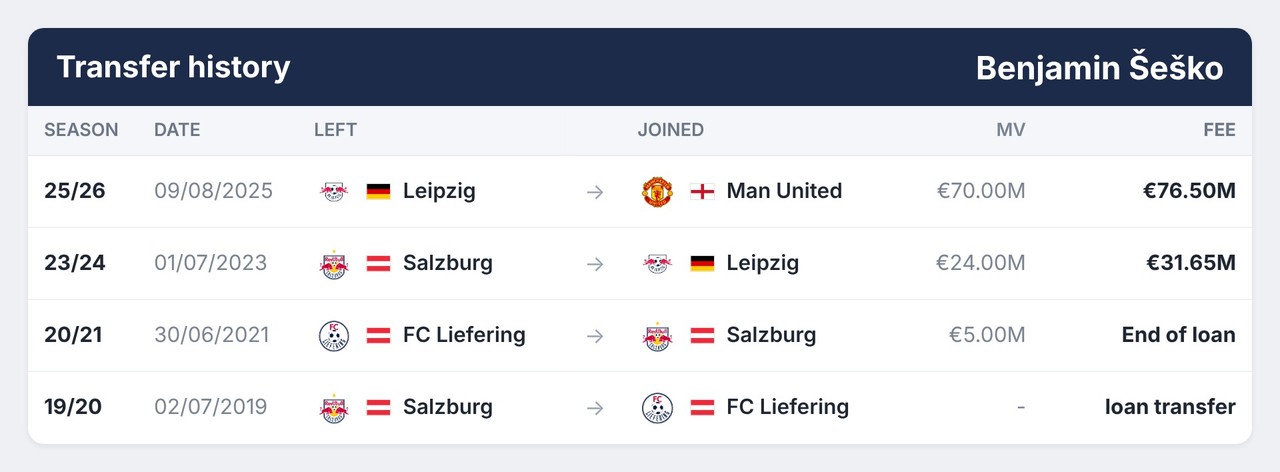 Transfer history Benjamin Šeško
SEASON DATE LEFT JOINED MV FEE
25/26 09/08/2025 Leipzig → Man United €70.00M €76.50M
23/24 01/07/2023 Salzburg → Leipzig €24.00M €31.65M
20/21 30/06/2021 FC Liefering → Salzburg €5.00M End of loan
19/20 02/07/2019 Salzburg → FC Liefering - loan transfer